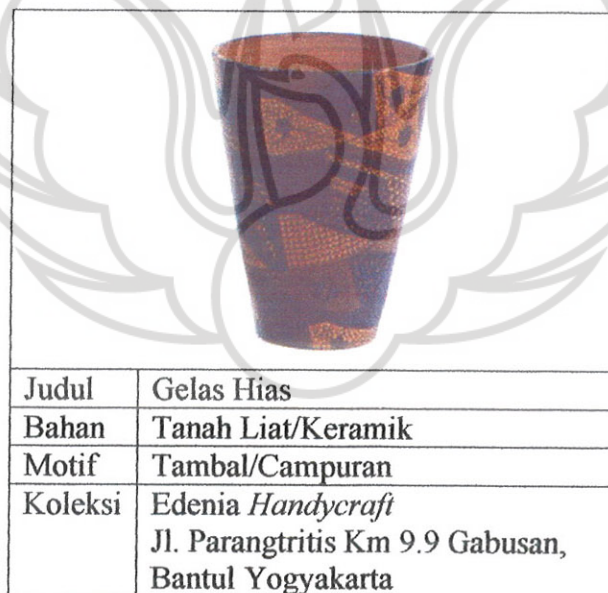 Judul Gelas Hias
Bahan Tanah Liat/Keramik
Motif Tambal/Campuran
Koleksi Edenia Handycraft
Jl. Parangtritis Km 9.9 Gabusan,
Bantul Yogyakarta